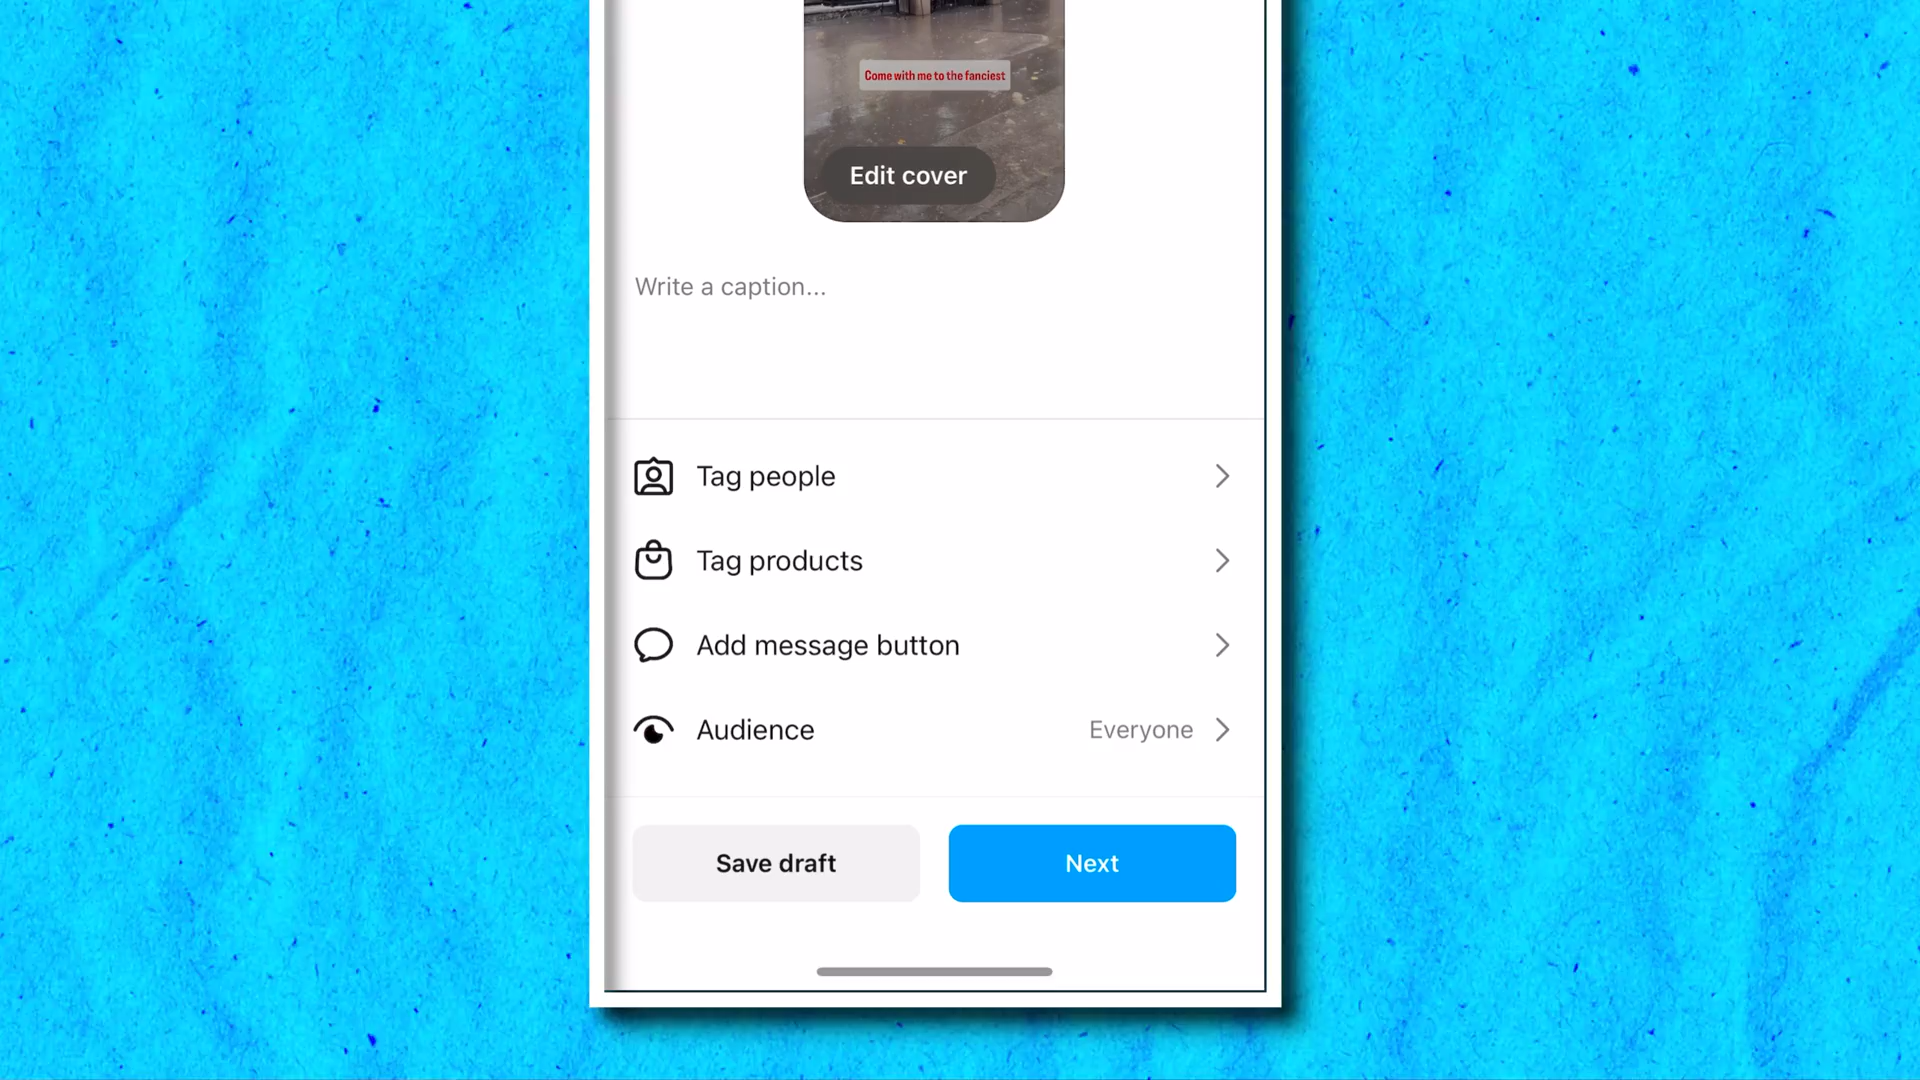 Come with me to the fanciest
Edit cover
Write a caption...
Tag people
Tag products
Add message button
Audience
Everyone
Save draft
Next